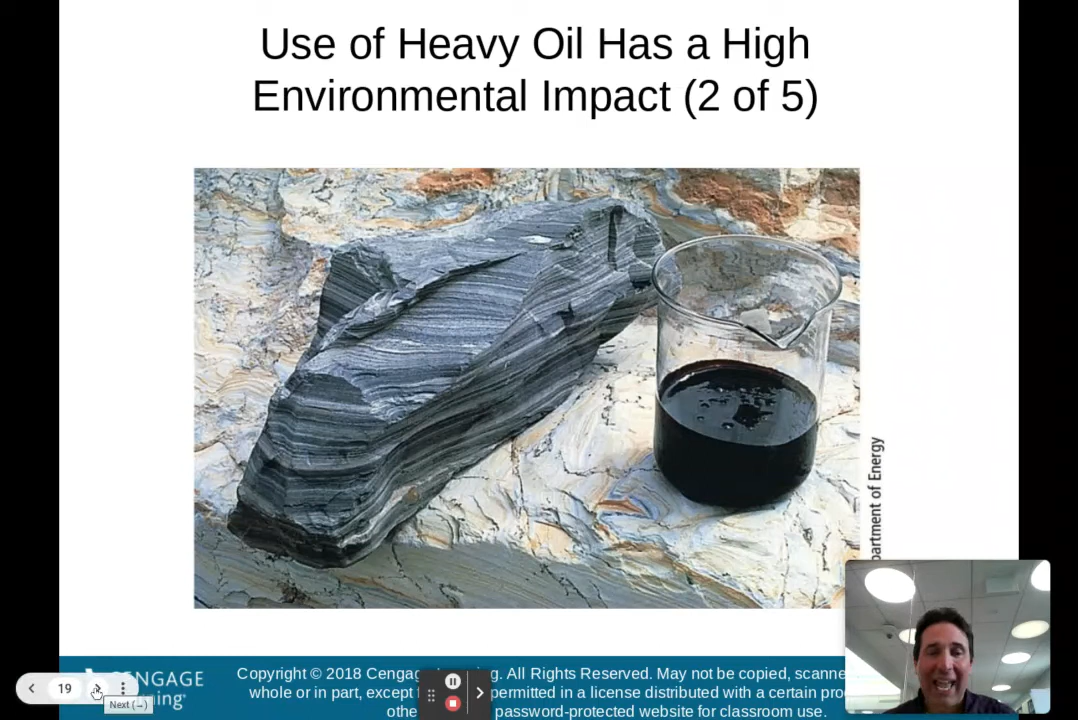 Use of Heavy Oil Has a High
Environmental Impact (2 of 5)
partment of Energy
CENGAGE
Copyright © 2018 Cengage. All Rights Reserved. May not be copied, scanne
whole or in part, except permitted in a license distributed with a certain pro
othe password-protected website for classroom use.
19
Next (→)